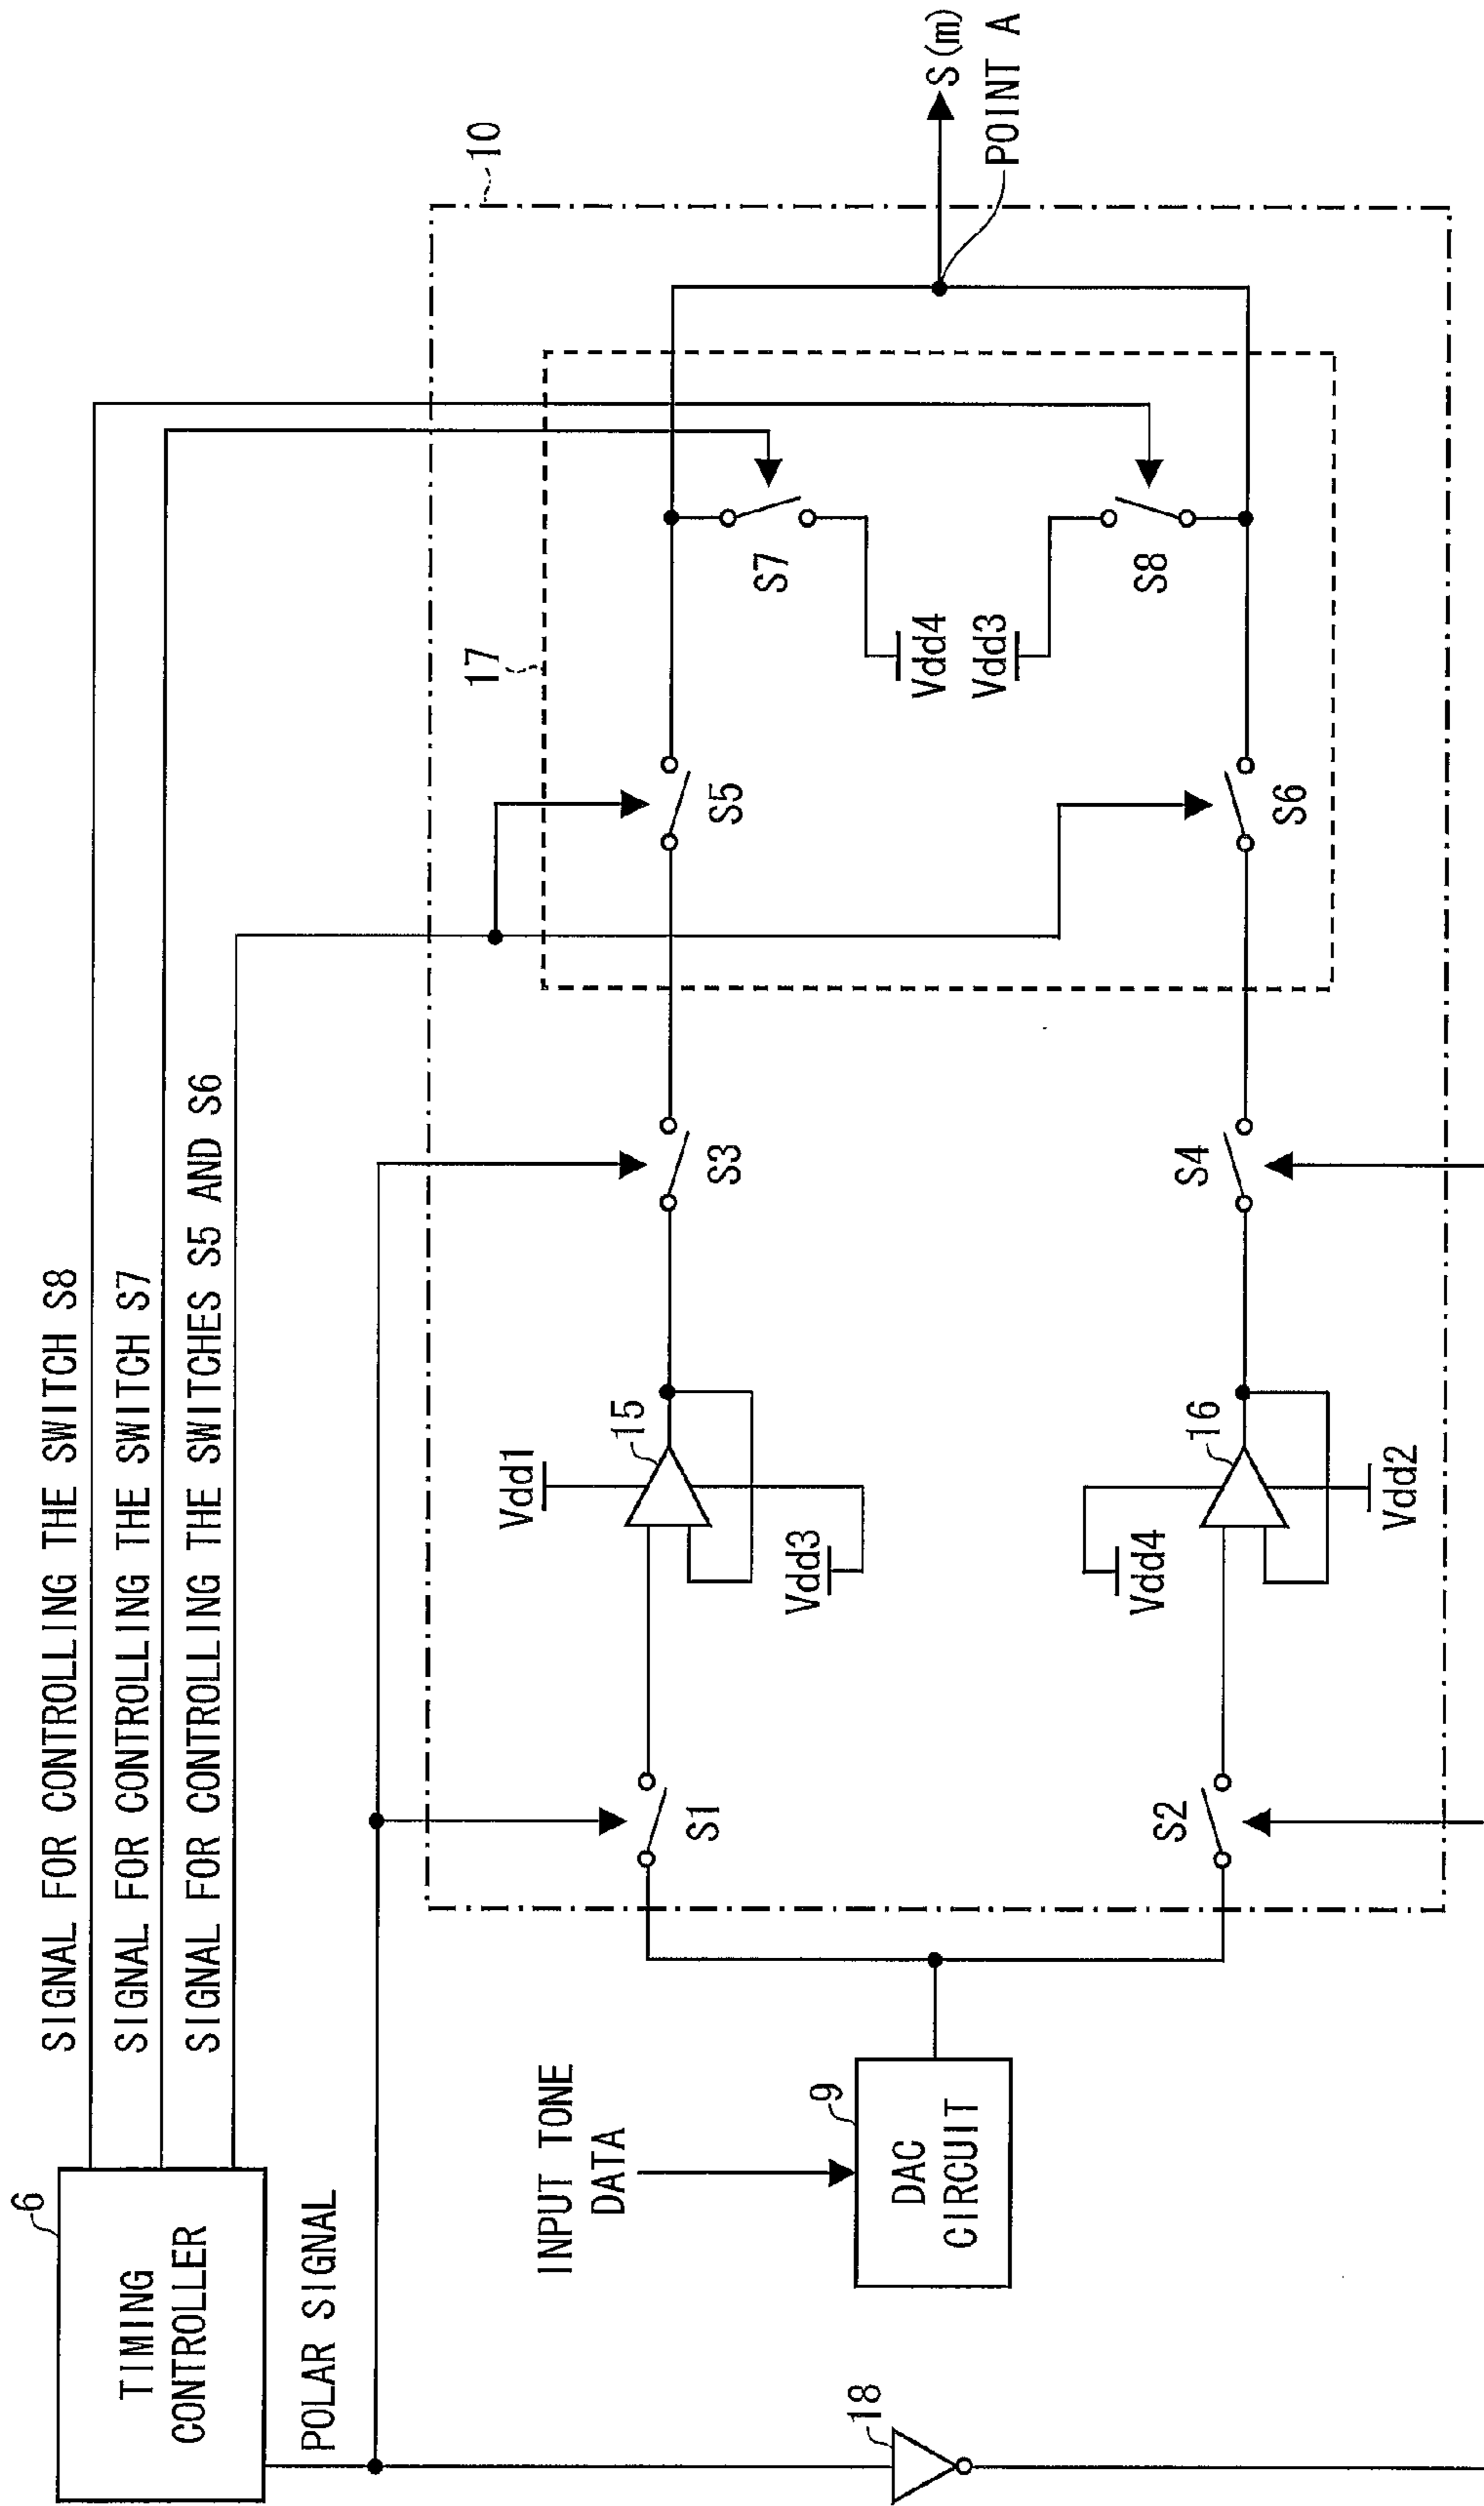 TIMING
CONTROLLER
6
SIGNAL FOR CONTROLLING THE SWITCH S8
SIGNAL FOR CONTROLLING THE SWITCH S7
SIGNAL FOR CONTROLLING THE SWITCHES S5 AND S6
POLAR SIGNAL
10
17
S(m)
POINT A
INPUT TONE
DATA
9
DAC
CIRCUIT
18
S1
Vdd1
15
Vdd3
S3
S5
S7
Vdd4
Vdd3
S8
S2
Vdd4
16
Vdd2
S4
S6